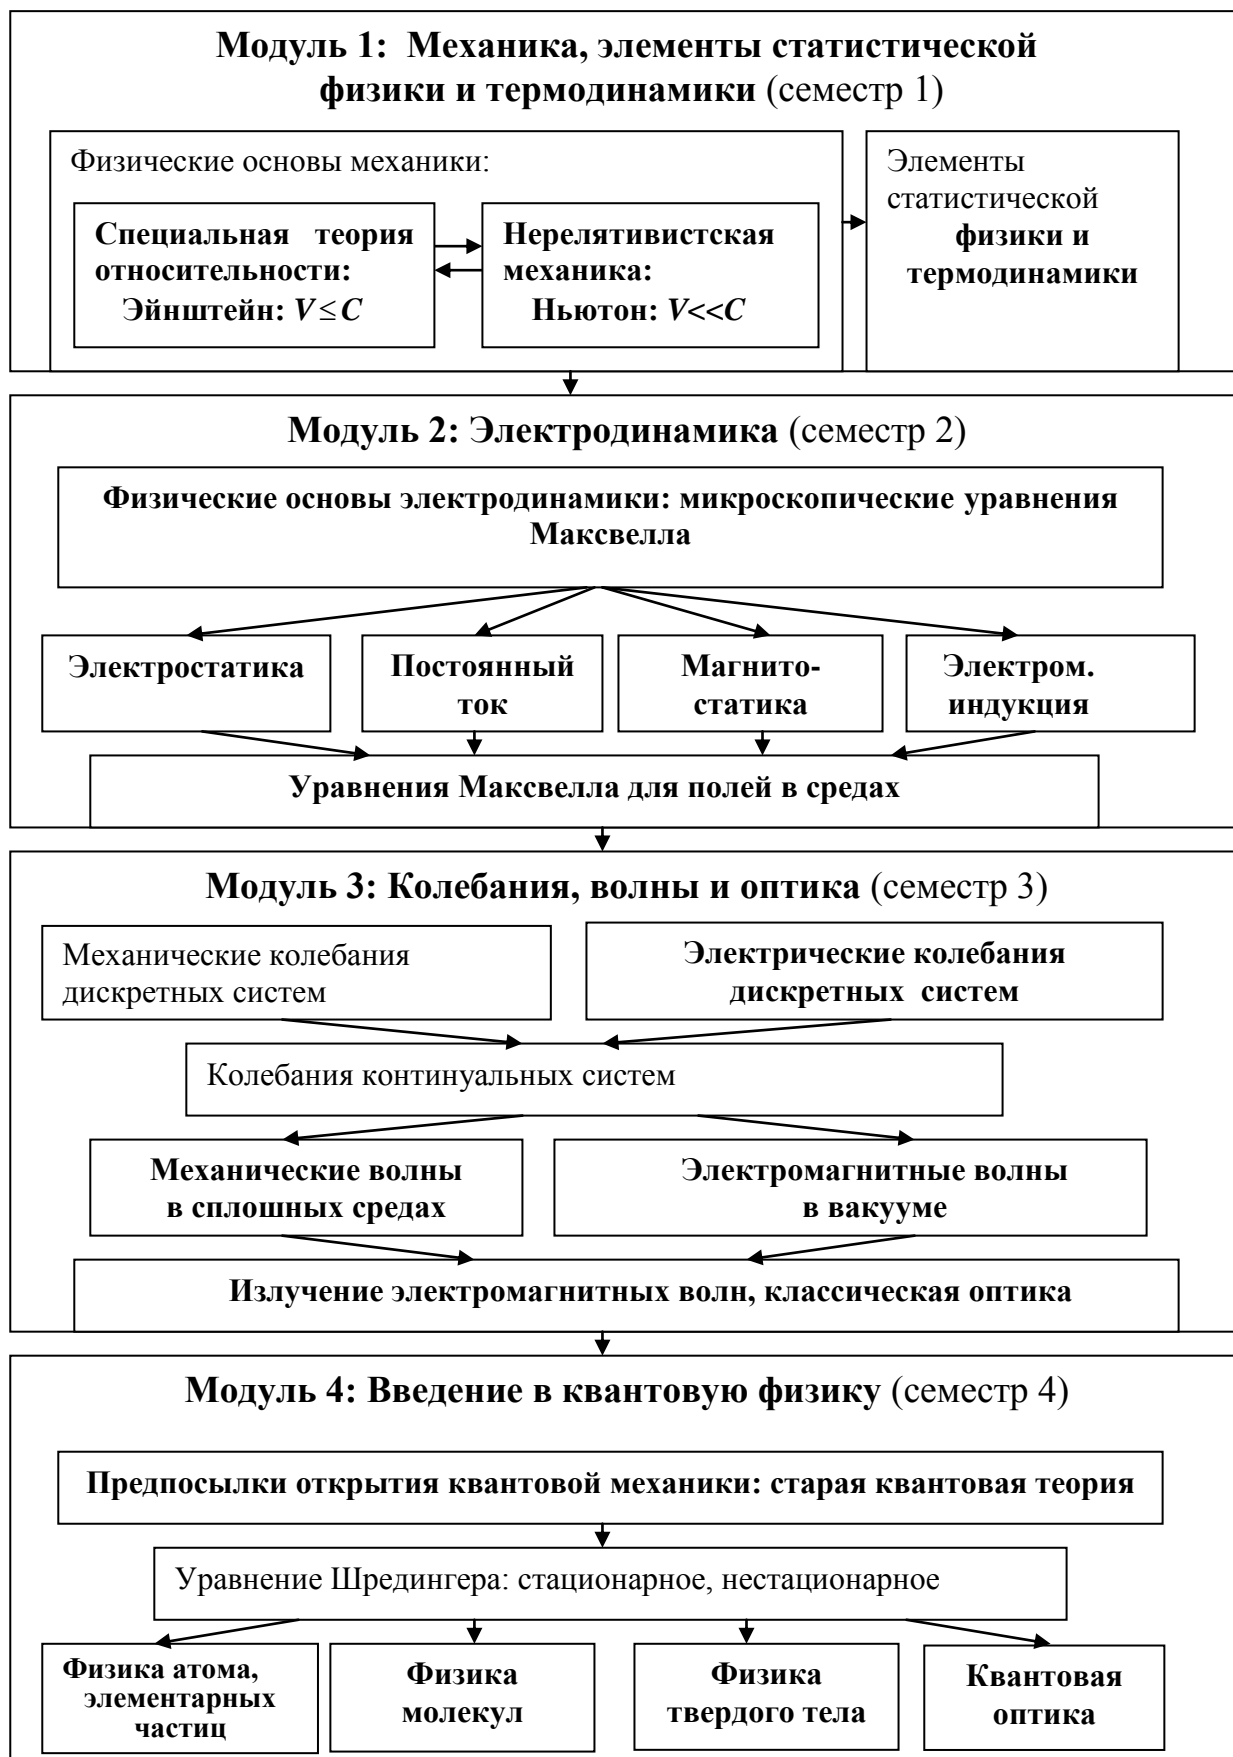 Модуль 1:  Механика, элементы статистической
физики и термодинамики (семестр 1)
Физические основы механики:
Специальная теория
относительности:
Эйнштейн: V≤C
Нерелятивистская
механика:
Ньютон: V<<C
Элементы
статистической
физики и
термодинамики
Модуль 2: Электродинамика (семестр 2)
Физические основы электродинамики: микроскопические уравнения
Максвелла
Электростатика
Постоянный
ток
Магнито-
статика
Электром.
индукция
Уравнения Максвелла для полей в средах
Модуль 3: Колебания, волны и оптика (семестр 3)
Механические колебания
дискретных систем
Электрические колебания
дискретных  систем
Колебания континуальных систем
Механические волны
в сплошных средах
Электромагнитные волны
в вакууме
Излучение электромагнитных волн, классическая оптика
Модуль 4: Введение в квантовую физику (семестр 4)
Предпосылки открытия квантовой механики: старая квантовая теория
Уравнение Шредингера: стационарное, нестационарное
Физика атома,
элементарных
частиц
Физика
молекул
Физика
твердого тела
Квантовая
оптика